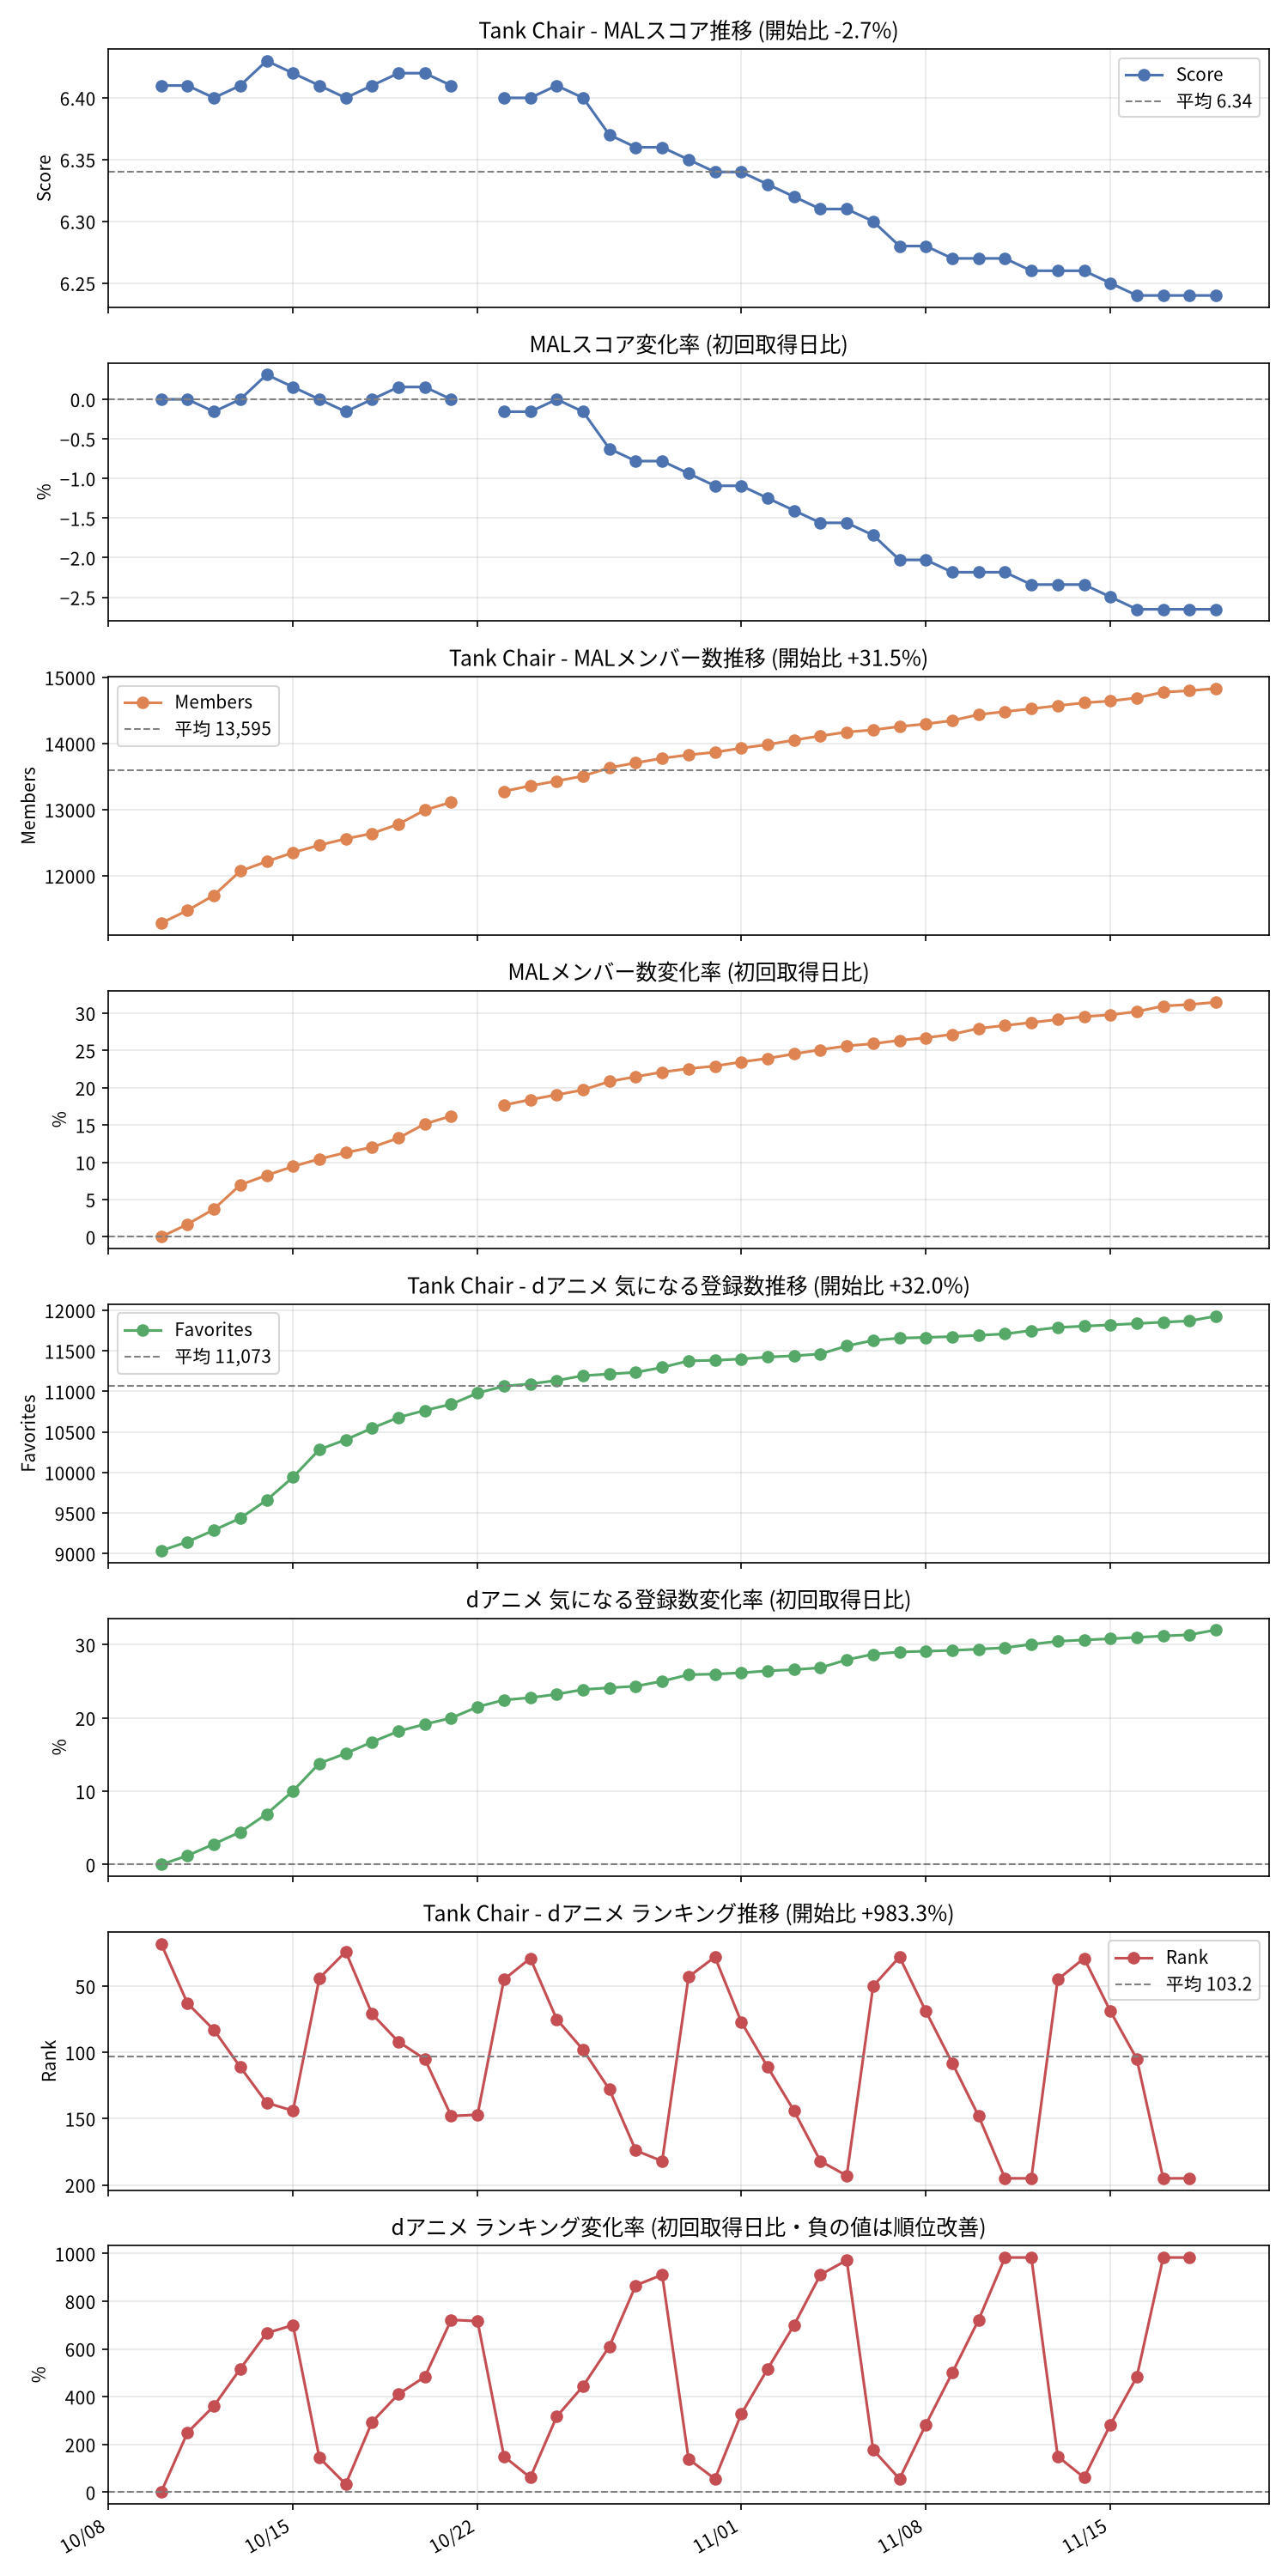 Tank Chair - MALスコア推移 (開始比 -2.7%)
Score
6.40
6.35
6.30
6.25
Score
平均 6.34
MALスコア変化率 (初回取得日比)
%
0.0
−0.5
−1.0
−1.5
−2.0
−2.5
Tank Chair - MALメンバー数推移 (開始比 +31.5%)
Members
15000
14000
13000
12000
Members
平均 13,595
MALメンバー数変化率 (初回取得日比)
%
30
25
20
15
10
5
0
Tank Chair - dアニメ 気になる登録数推移 (開始比 +32.0%)
Favorites
12000
11500
11000
10500
10000
9500
9000
Favorites
平均 11,073
dアニメ 気になる登録数変化率 (初回取得日比)
%
30
20
10
0
Tank Chair - dアニメ ランキング推移 (開始比 +983.3%)
Rank
50
100
150
200
Rank
平均 103.2
dアニメ ランキング変化率 (初回取得日比・負の値は順位改善)
%
1000
800
600
400
200
0
10/08
10/15
10/22
11/01
11/08
11/15